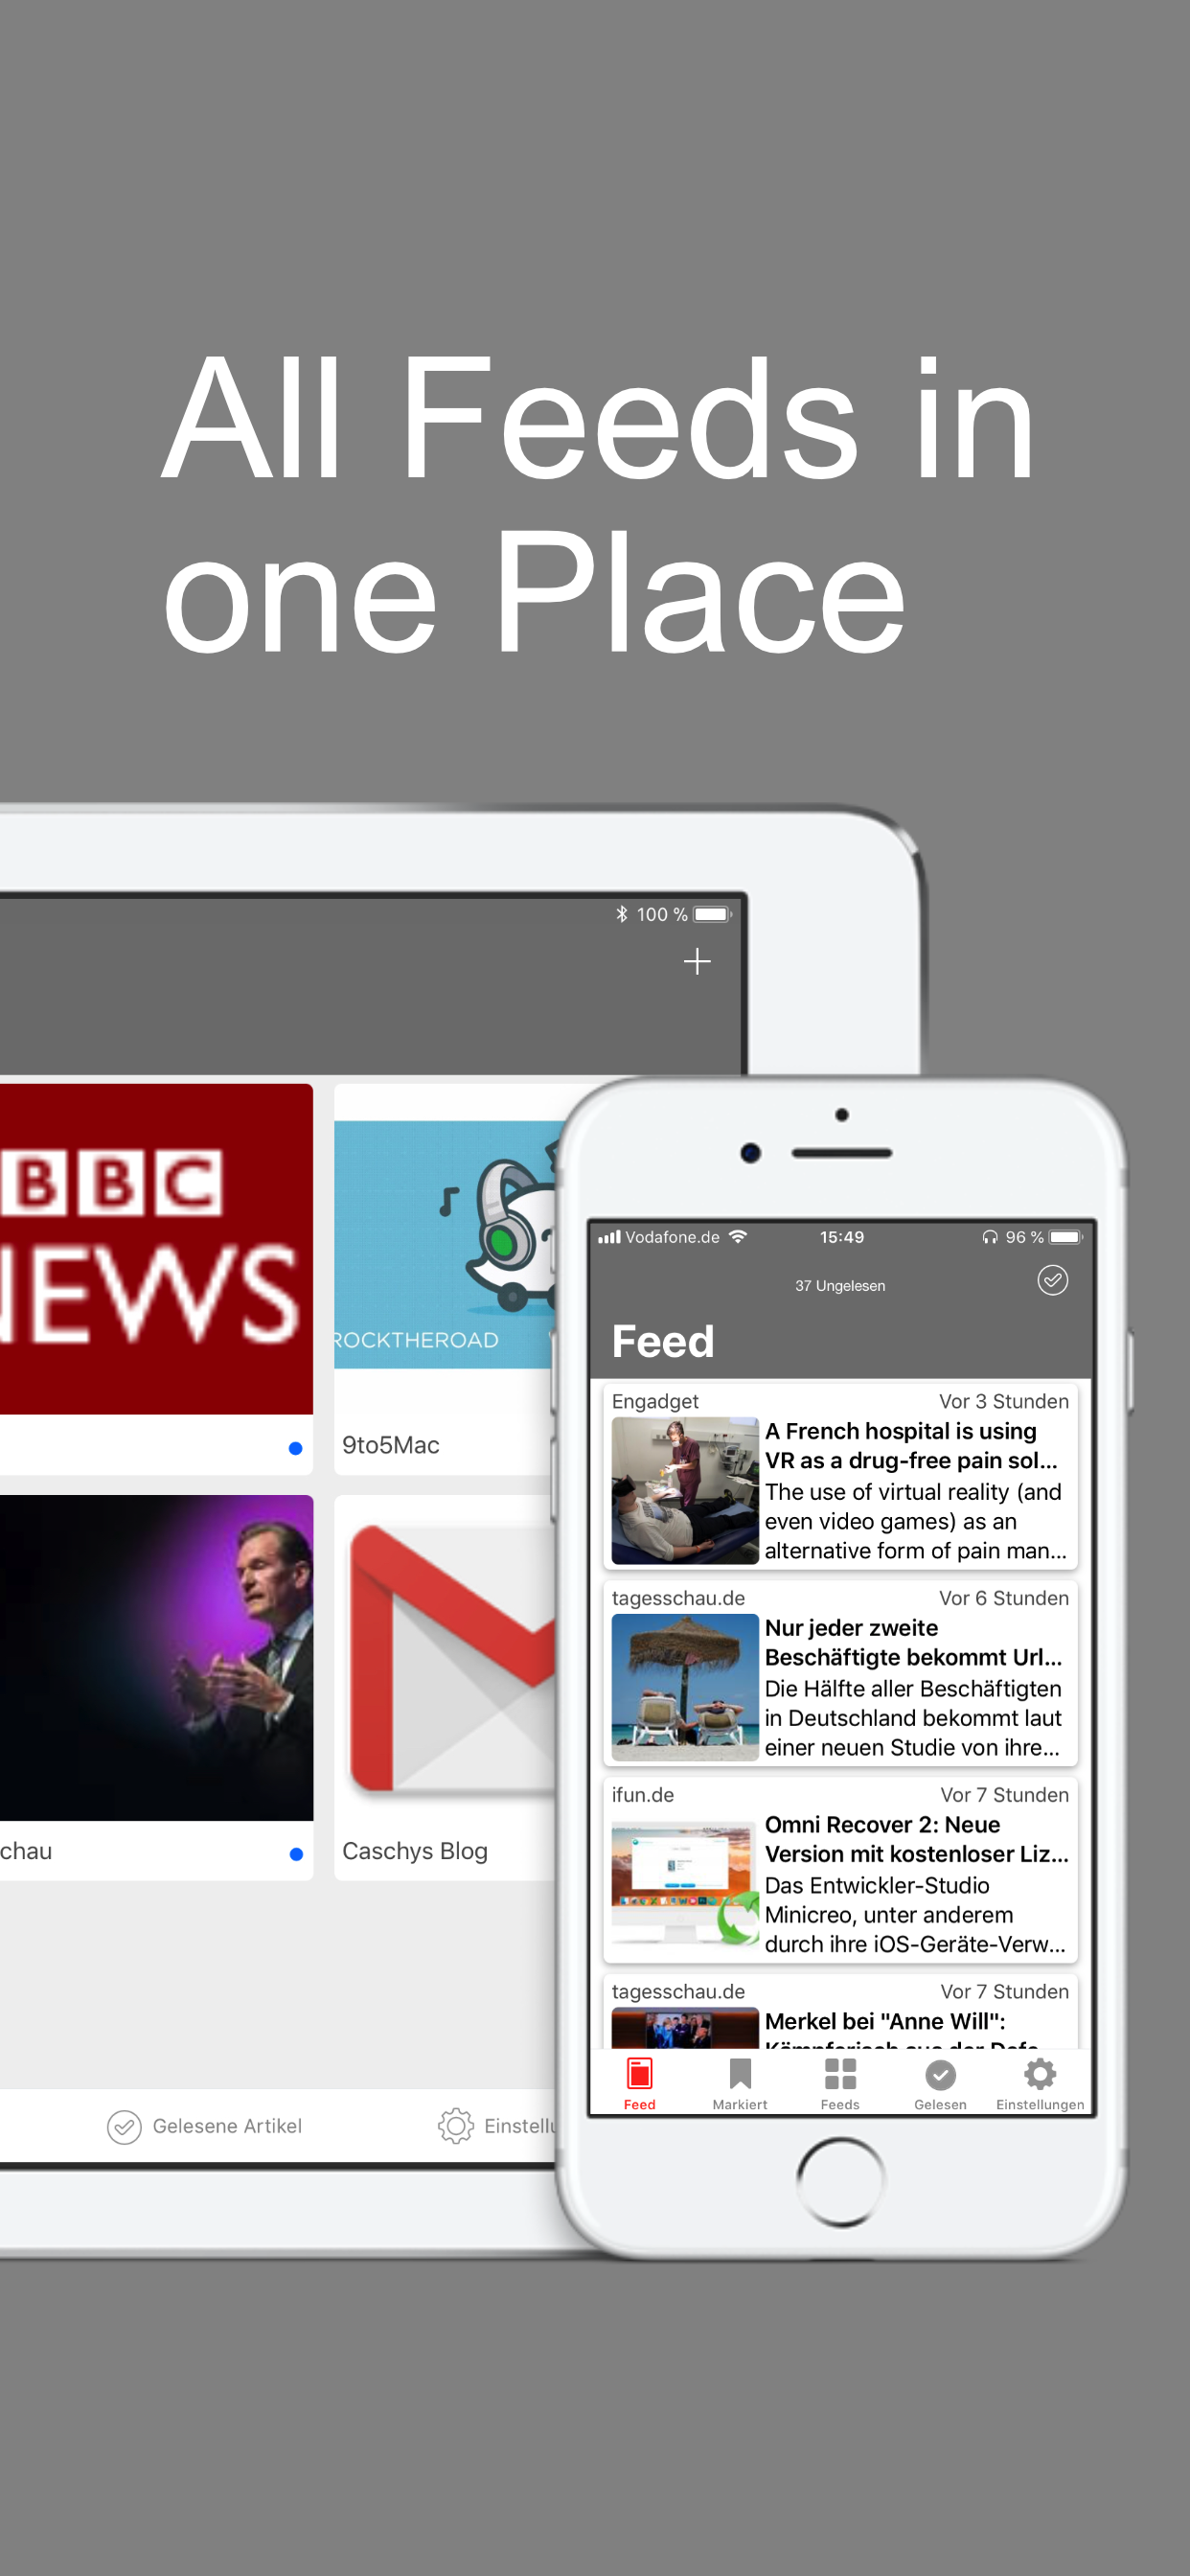 All Feeds in
one Place
100 %
BBC
NEWS
ROCKTHEROAD
9to5Mac
chau
Caschys Blog
Gelesene Artikel
Einstellu
Vodafone.de
15:49
96 %
37 Ungelesen
Feed
Engadget
Vor 3 Stunden
A French hospital is using
VR as a drug-free pain sol...
The use of virtual reality (and
even video games) as an
alternative form of pain man...
tagesschau.de
Vor 6 Stunden
Nur jeder zweite
Beschäftigte bekommt Url...
Die Hälfte aller Beschäftigten
in Deutschland bekommt laut
einer neuen Studie von ihre...
ifun.de
Vor 7 Stunden
Omni Recover 2: Neue
Version mit kostenloser Liz...
Das Entwickler-Studio
Minicreo, unter anderem
durch ihre iOS-Geräte-Verw...
tagesschau.de
Vor 7 Stunden
Merkel bei "Anne Will":
Kämpferisch aus der Defe
Feed
Markiert
Feeds
Gelesen
Einstellungen